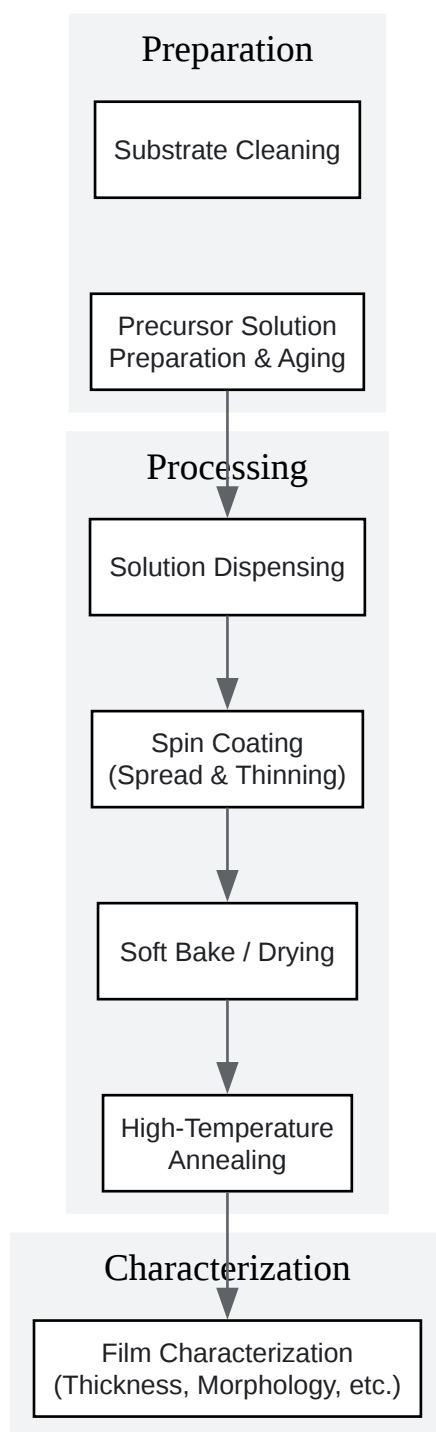 Preparation
Substrate Cleaning
Precursor Solution
Preparation & Aging
Processing
Solution Dispensing
Spin Coating
(Spread & Thinning)
Soft Bake / Drying
High-Temperature
Annealing
Characterization
Film Characterization
(Thickness, Morphology, etc.)